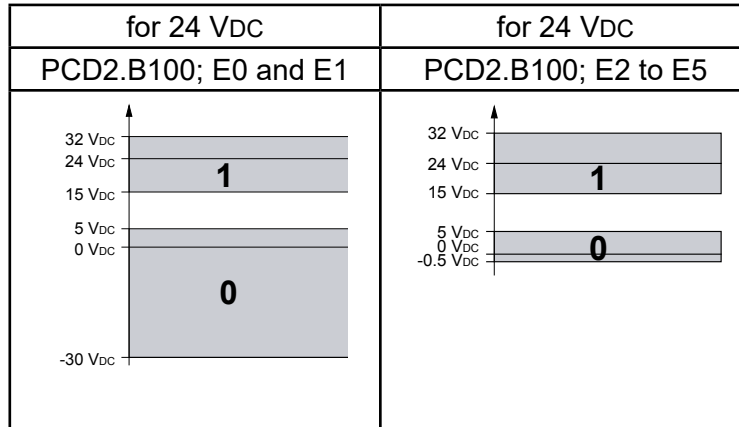 for 24 VDC
for 24 VDC
PCD2.B100; E0 and E1
PCD2.B100; E2 to E5
32 VDC
24 VDC
15 VDC
5 VDC
0 VDC
-30 VDC
1
0
32 VDC
24 VDC
15 VDC
5 VDC
0 VDC
-0.5 VDC
1
0